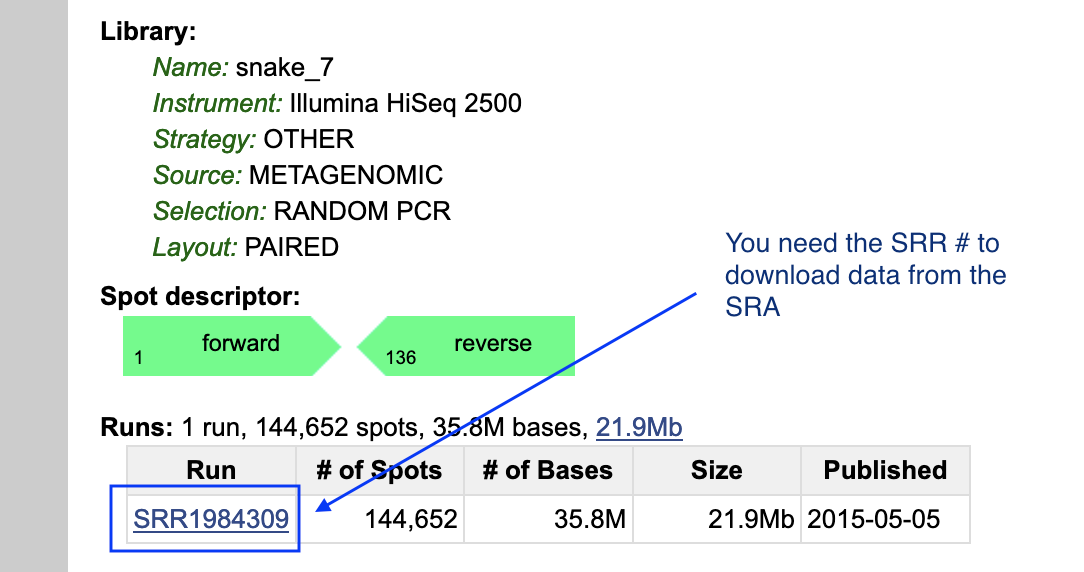 Library:
Name: snake_7
Instrument: Illumina HiSeq 2500
Strategy: OTHER
Source: METAGENOMIC
Selection: RANDOM PCR
Layout: PAIRED
You need the SRR # to
download data from the
SRA
Spot descriptor:
1 forward 136 reverse
Runs: 1 run, 144,652 spots, 35.8M bases, 21.9Mb
Run # of Spots # of Bases Size Published
SRR1984309 144,652 35.8M 21.9Mb 2015-05-05